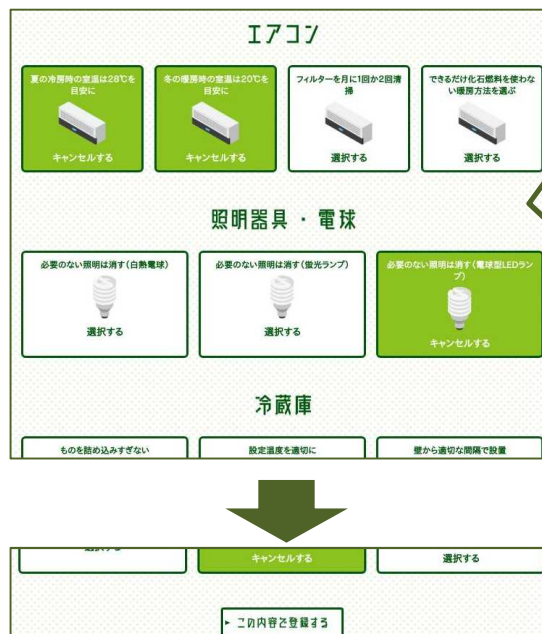 エアコン
夏の冷房時の室温は28℃を
目安に
キャンセルする
冬の暖房時の室温は20℃を
目安に
キャンセルする
フィルターを月に1回か2回清
掃
選択する
できるだけ化石燃料を使わな
い暖房方法を選ぶ
選択する
照明器具・電球
必要のない照明は消す(白熱電球)
選択する
必要のない照明は消す(蛍光ランプ)
選択する
必要のない照明は消す(電球型LEDラン
プ)
キャンセルする
冷蔵庫
ものを詰め込みすぎない
設定温度を適切に
壁から適切な間隔で設置
キャンセルする
選択する
この内容で登録する